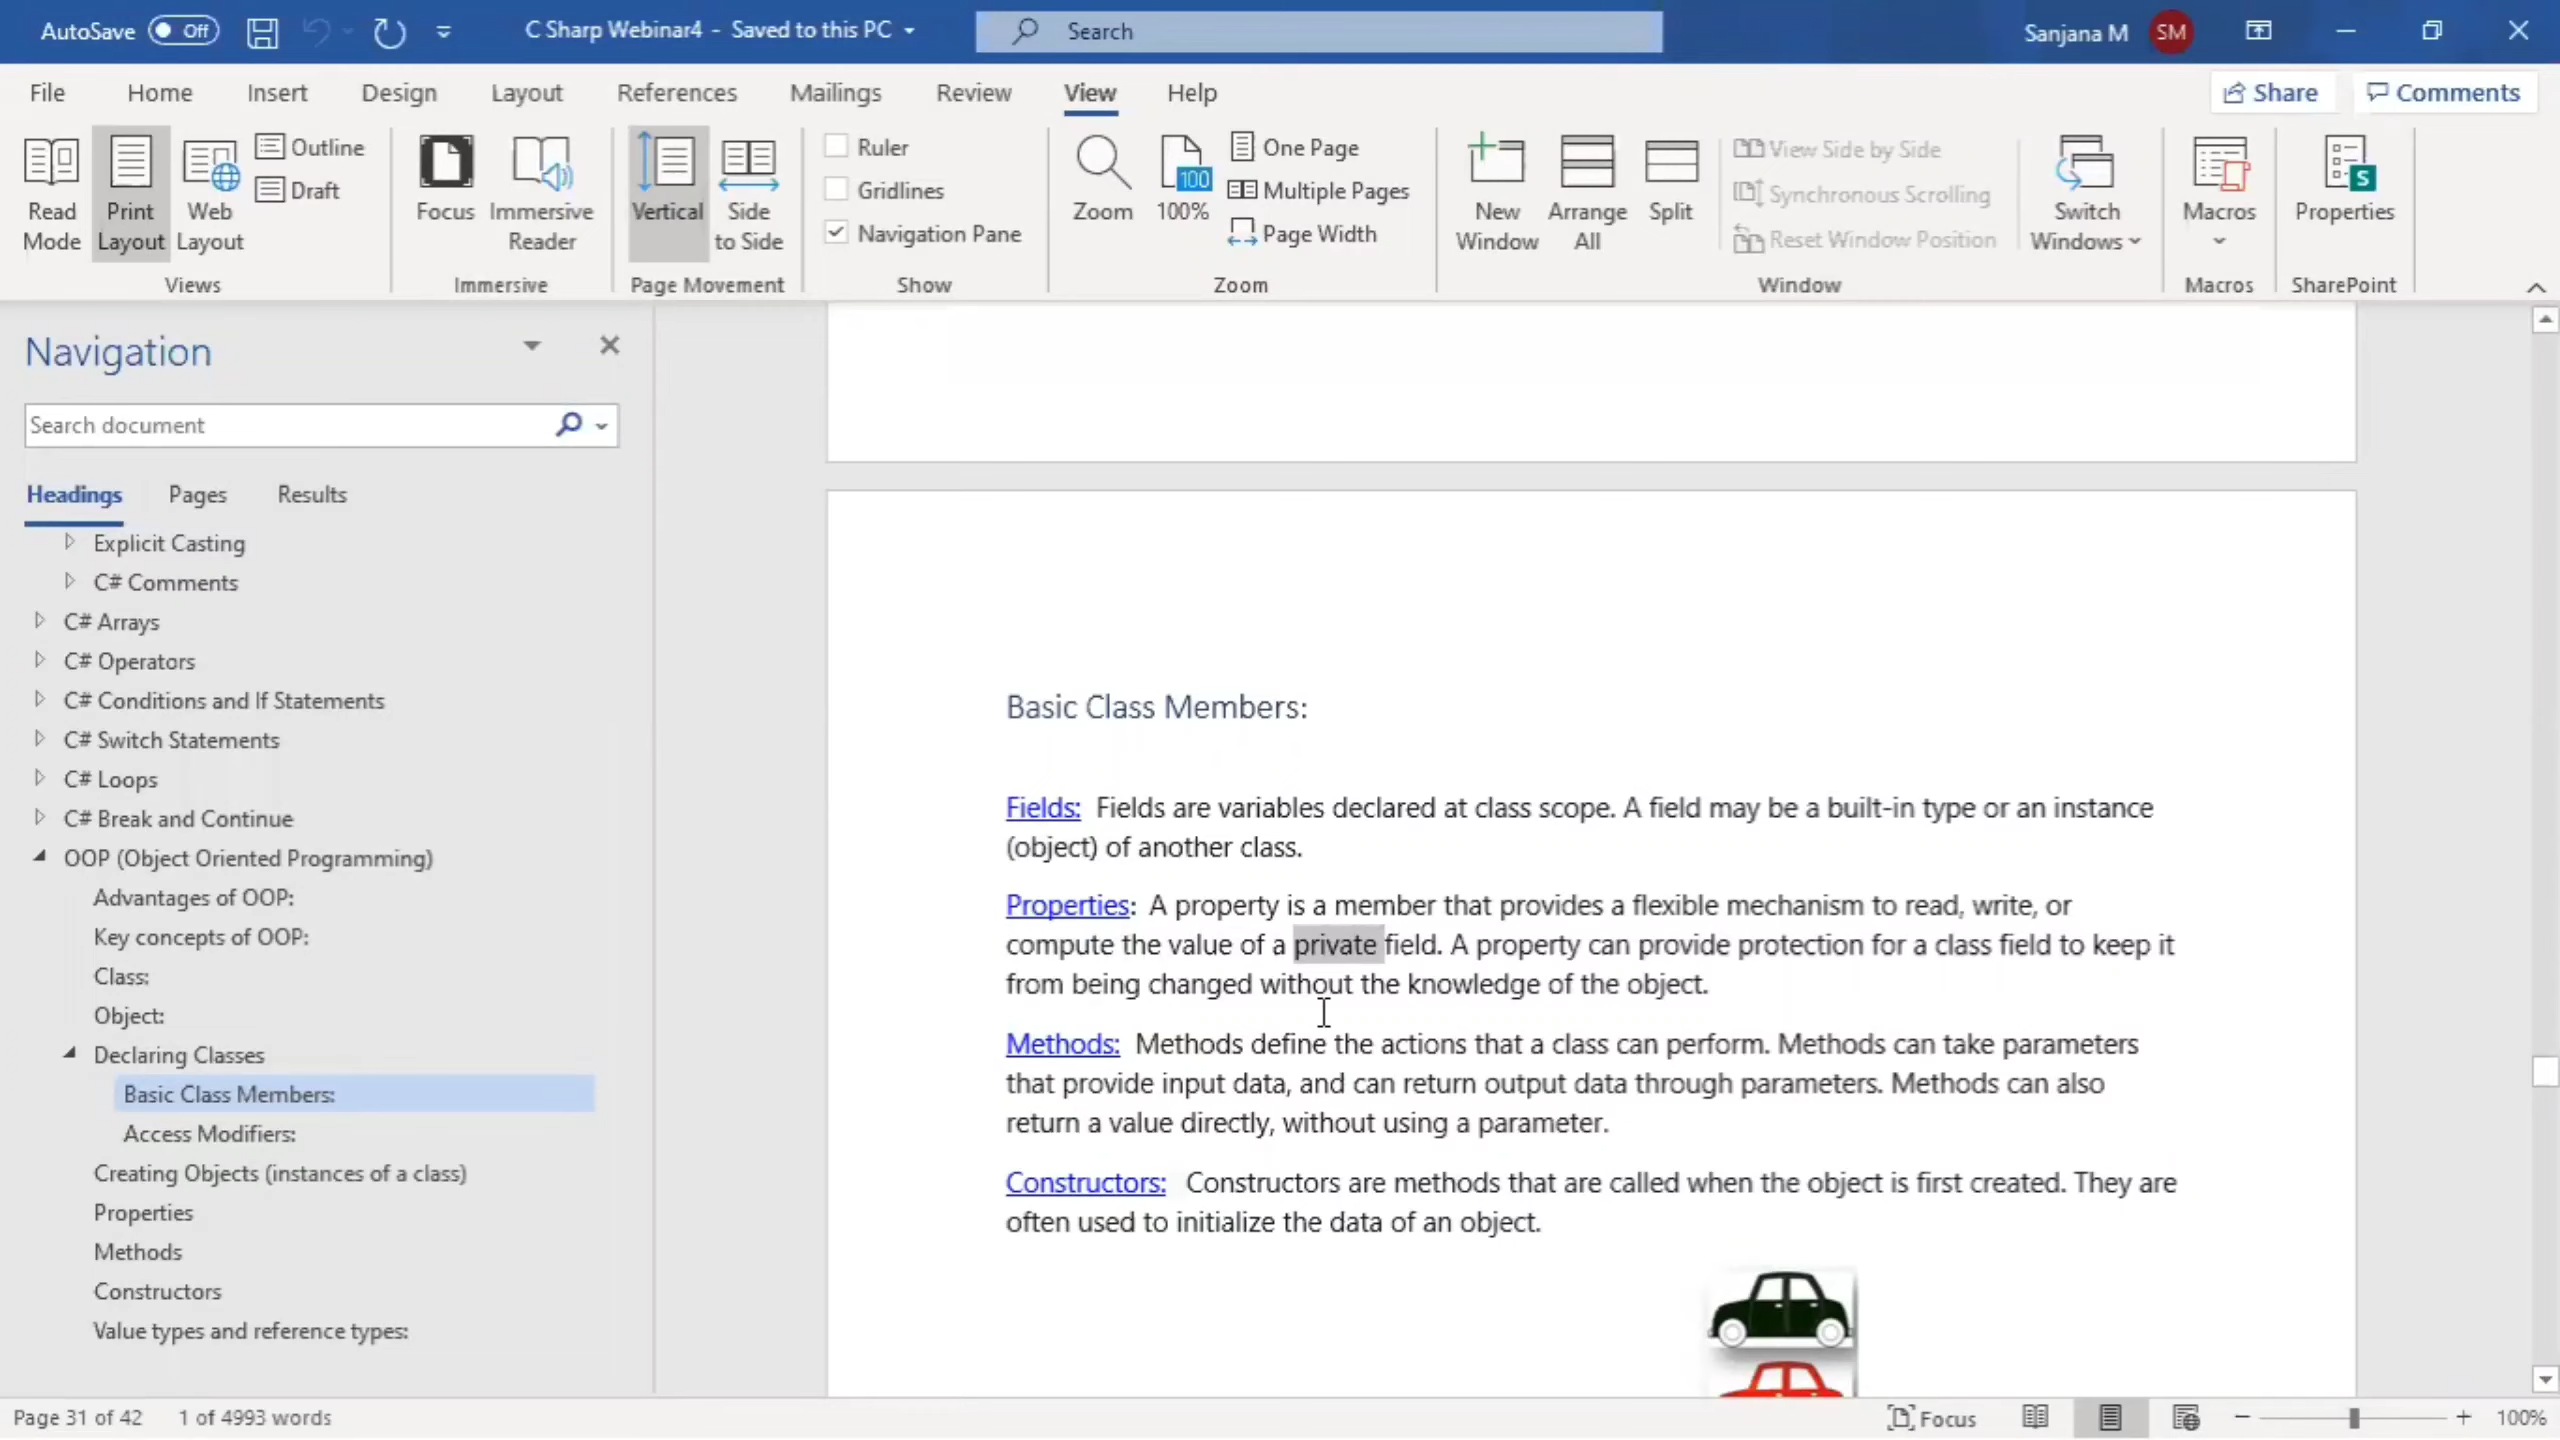 AutoSave Off C Sharp Webinar4 - Saved to this PC Search Sanjana M SM
File Home Insert Design Layout References Mailings Review View Help Share Comments
Read Mode
Print Layout
Web Layout
Outline
Draft
Views
Focus
Immersive Reader
Immersive
Vertical
Side to Side
Page Movement
Ruler
Gridlines
Navigation Pane
Show
Zoom
100
100%
One Page
Multiple Pages
Page Width
Zoom
New Window
Arrange All
Split
View Side by Side
Synchronous Scrolling
Reset Window Position
Switch Windows
Window
Macros
Macros
S
Properties
SharePoint
Navigation
Search document
Headings Pages Results
Explicit Casting
C# Comments
C# Arrays
C# Operators
C# Conditions and If Statements
C# Switch Statements
C# Loops
C# Break and Continue
OOP (Object Oriented Programming)
Advantages of OOP:
Key concepts of OOP:
Class:
Object:
Declaring Classes
Basic Class Members:
Access Modifiers:
Creating Objects (instances of a class)
Properties
Methods
Constructors
Value types and reference types:
Basic Class Members:
Fields: Fields are variables declared at class scope. A field may be a built-in type or an instance
(object) of another class.
Properties: A property is a member that provides a flexible mechanism to read, write, or
compute the value of a private field. A property can provide protection for a class field to keep it
from being changed without the knowledge of the object.
Methods: Methods define the actions that a class can perform. Methods can take parameters
that provide input data, and can return output data through parameters. Methods can also
return a value directly, without using a parameter.
Constructors: Constructors are methods that are called when the object is first created. They are
often used to initialize the data of an object.
Page 31 of 42 1 of 4993 words Focus 100%